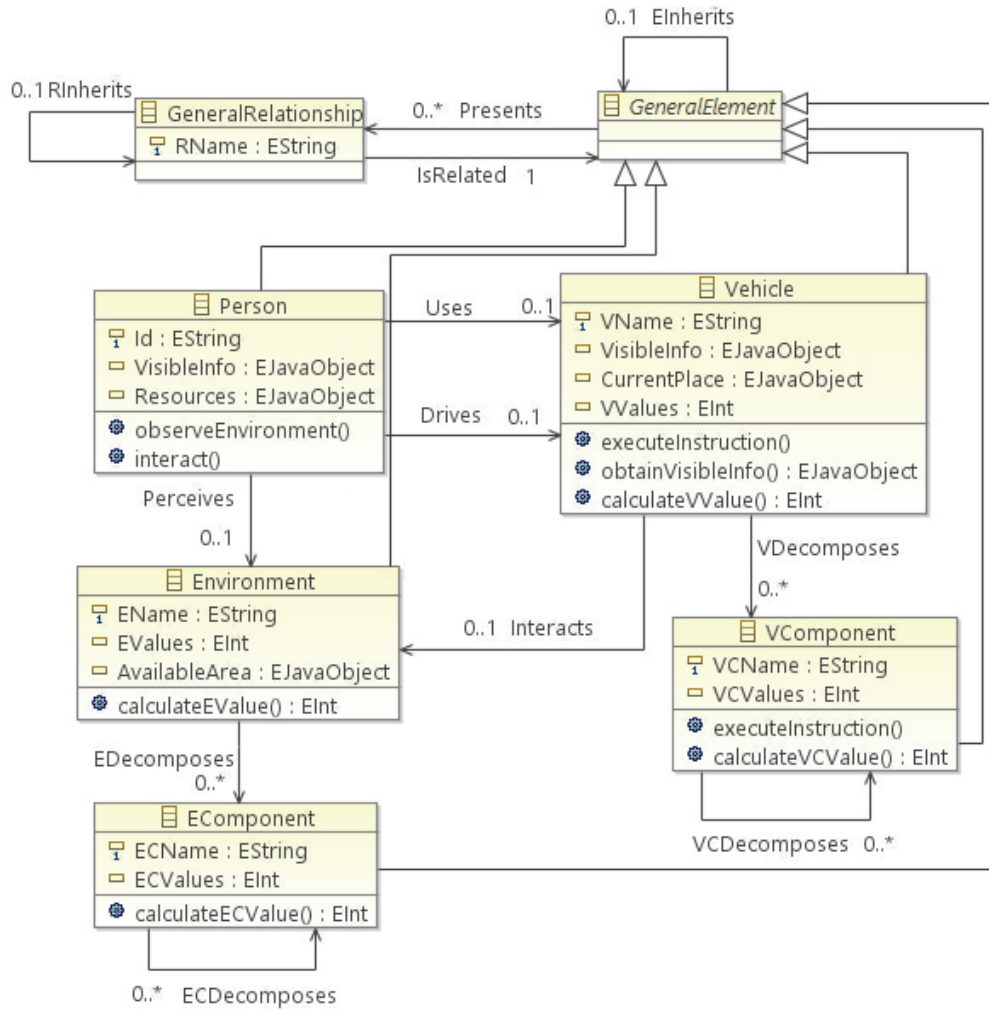 0..1 EInherits
0..1 RInherits
GeneralRelationship
RName : EString
0..* Presents
GeneralElement
IsRelated 1
Person
Id : EString
VisibleInfo : EJavaObject
Resources : EJavaObject
observeEnvironment()
interact()
Uses 0..1
Drives 0..1
Vehicle
VName : EString
VisibleInfo : EJavaObject
CurrentPlace : EJavaObject
VValues : EInt
executeInstruction()
obtainVisibleInfo() : EJavaObject
calculateVValue() : EInt
Perceives
0..1
VDecomposes
0..*
Environment
EName : EString
EValues : EInt
AvailableArea : EJavaObject
calculateEValue() : EInt
0..1 Interacts
VComponent
VCName : EString
VCValues : EInt
executeInstruction()
calculateVCValue() : EInt
EDecomposes
0..*
VCDecomposes 0..*
EComponent
ECName : EString
ECValues : EInt
calculateECValue() : EInt
0..* ECDecomposes